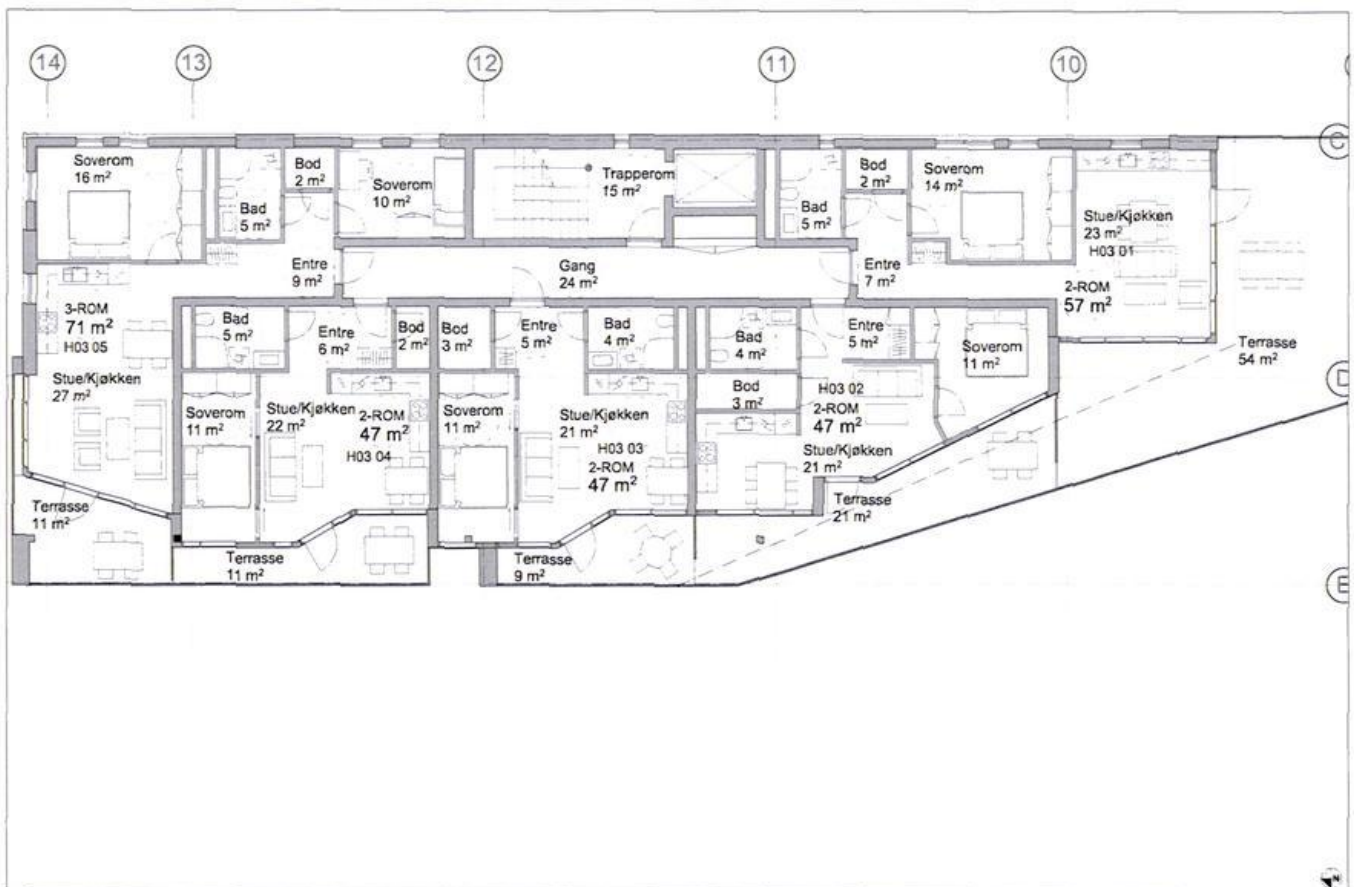 14
13
12
11
10
C
Soverom
16 m²
Bad
5 m²
Bod
2 m²
Soverom
10 m²
Trapperom
15 m²
Bad
5 m²
Bod
2 m²
Soverom
14 m²
Stue/Kjøkken
23 m²
H03 01
2-ROM
57 m²
Entre
9 m²
Gang
24 m²
Entre
7 m²
3-ROM
71 m²
H03 05
Stue/Kjøkken
27 m²
Bad
5 m²
Entre
6 m²
Bod
2 m²
Bod
3 m²
Entre
5 m²
Bad
4 m²
Bad
4 m²
Entre
5 m²
Soverom
11 m²
Terrasse
54 m²
D
Soverom
11 m²
Stue/Kjøkken
22 m²
2-ROM
47 m²
H03 04
Soverom
11 m²
Stue/Kjøkken
21 m²
H03 03
2-ROM
47 m²
Bod
3 m²
H03 02
2-ROM
47 m²
Stue/Kjøkken
21 m²
Terrasse
11 m²
Terrasse
11 m²
Terrasse
9 m²
Terrasse
21 m²
E
N